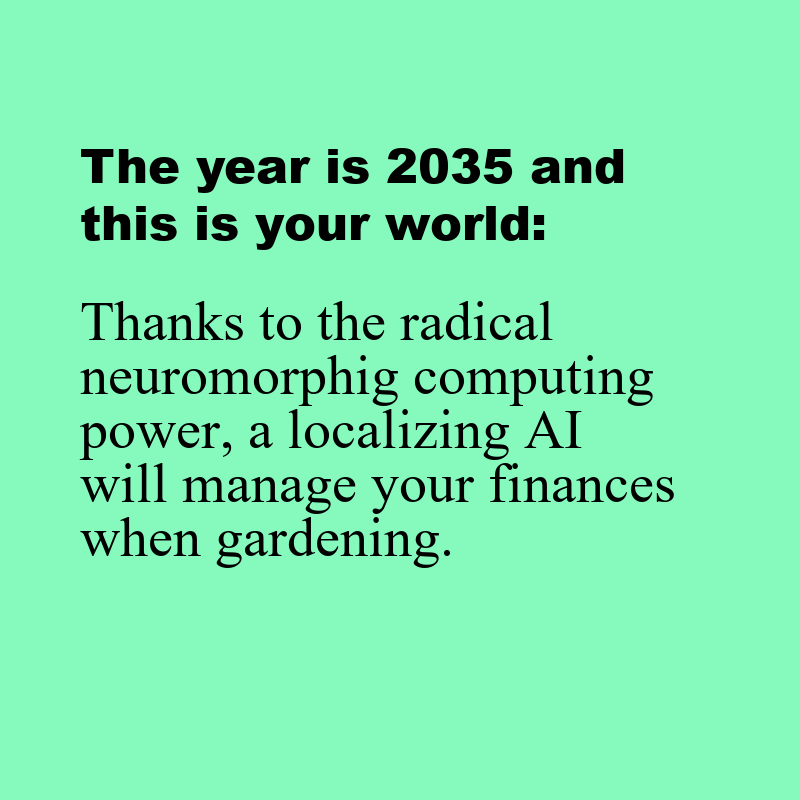 The year is 2035 and
this is your world:
Thanks to the radical
neuromorphig computing
power, a localizing AI
will manage your finances
when gardening.